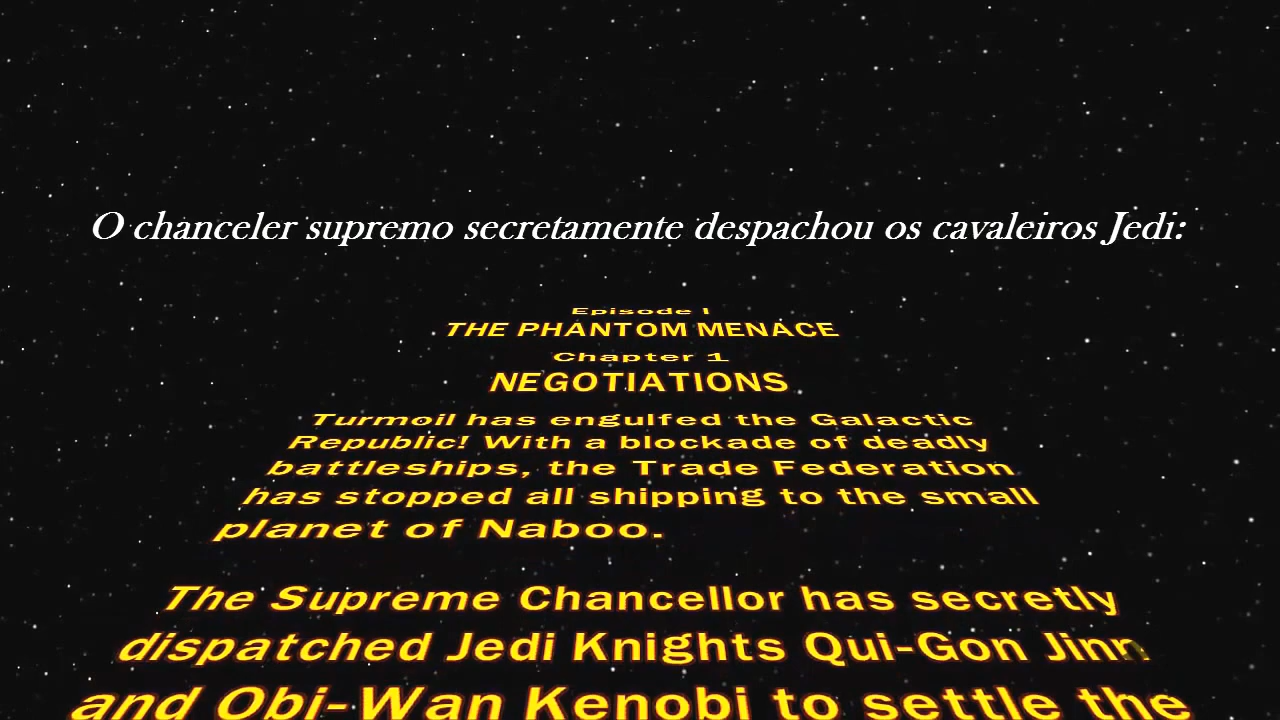 O chanceler supremo secretamente despachou os cavaleiros Jedi:
Episode I
THE PHANTOM MENACE
Chapter 1
NEGOTIATIONS
Turmoil has engulfed the Galactic
Republic! With a blockade of deadly
battleships, the Trade Federation
has stopped all shipping to the small
planet of Naboo.
The Supreme Chancellor has secretly
dispatched Jedi Knights Qui-Gon Jinn
and Obi-Wan Kenobi to settle the